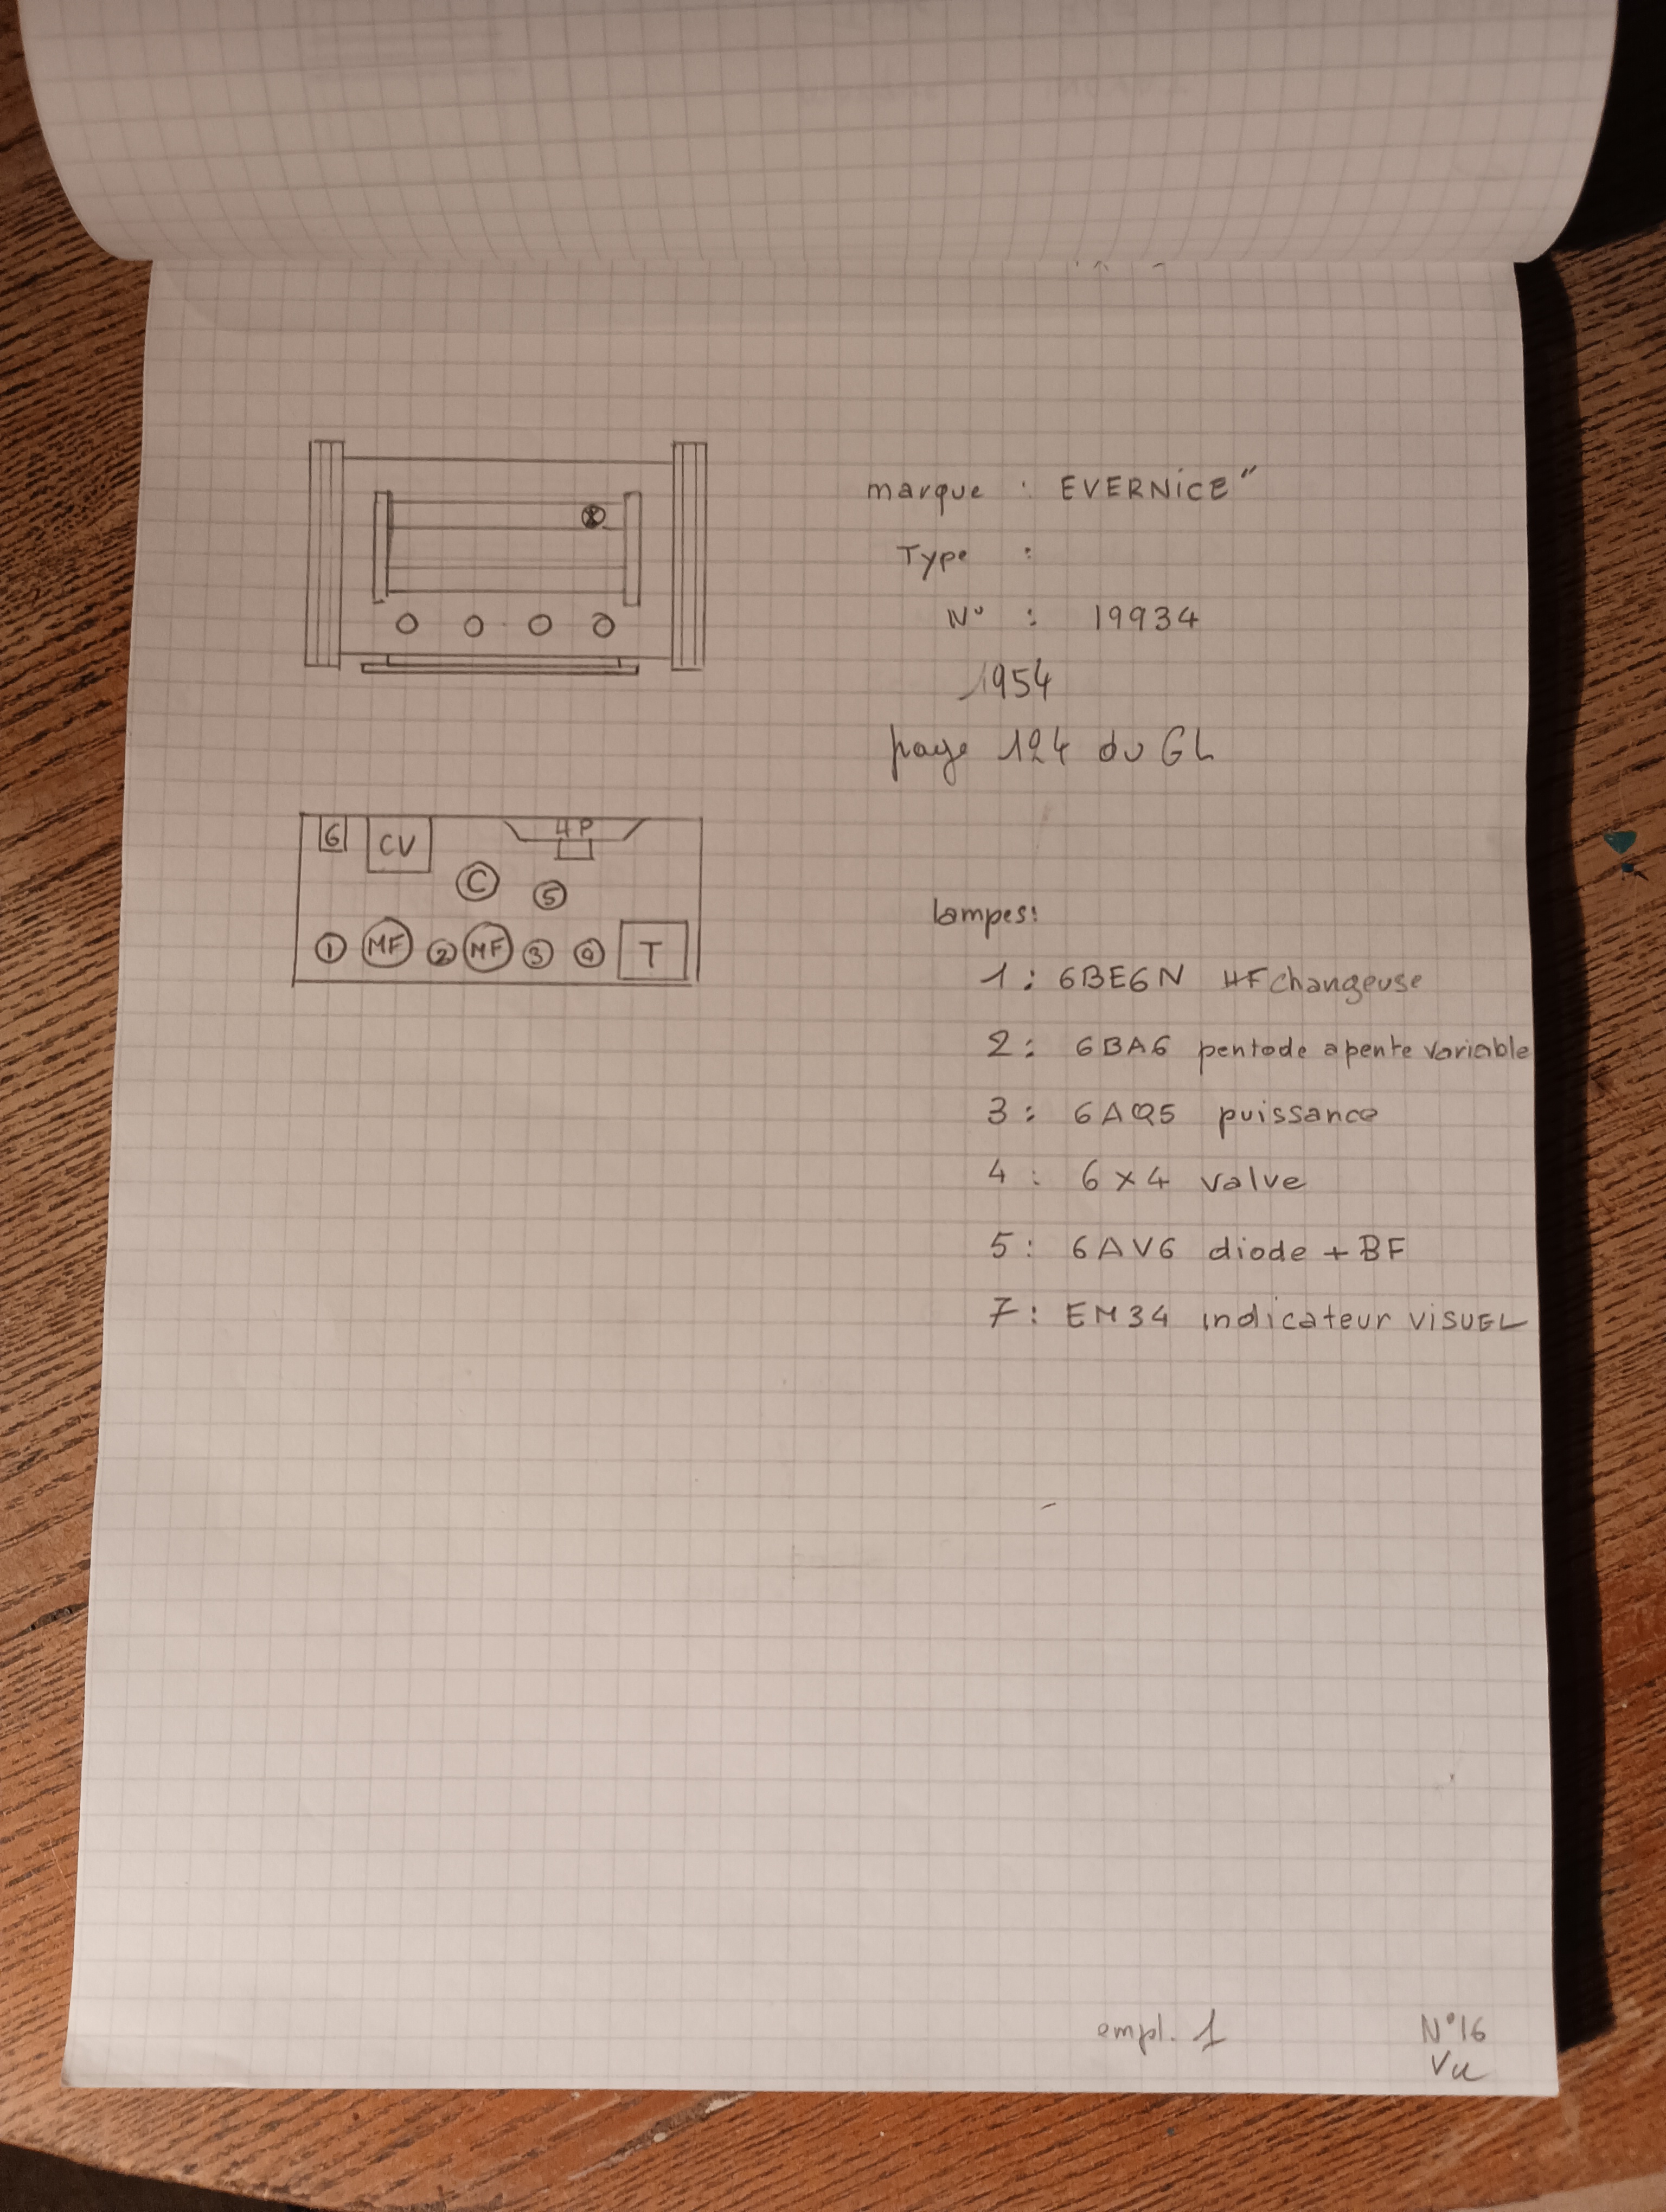 marque : EVERNICE"
Type :
N° : 19934
1954
page 124 du GL
6 CV HP
C 5
1 MF 2 MF 3 4 T
lampes:
1 : 6BE6N HF changeuse
2 : 6BA6 pentode a pente variable
3 : 6AQ5 puissance
4 : 6X4 valve
5 : 6AV6 diode + BF
7 : EM34 indicateur VISUEL
empl. 1
N°16
Vu